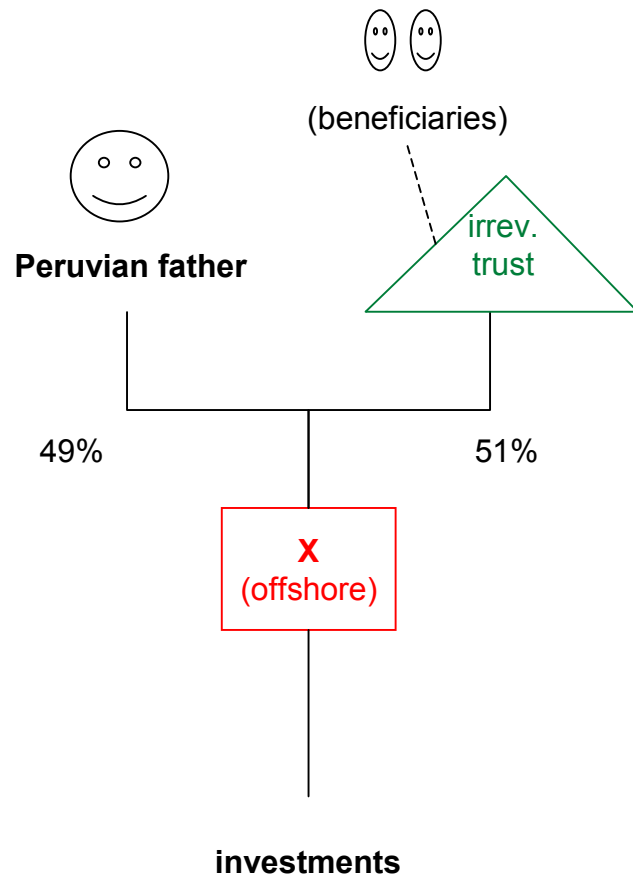 (beneficiaries)
irrev.
trust
Peruvian father
49%
51%
X
(offshore)
investments